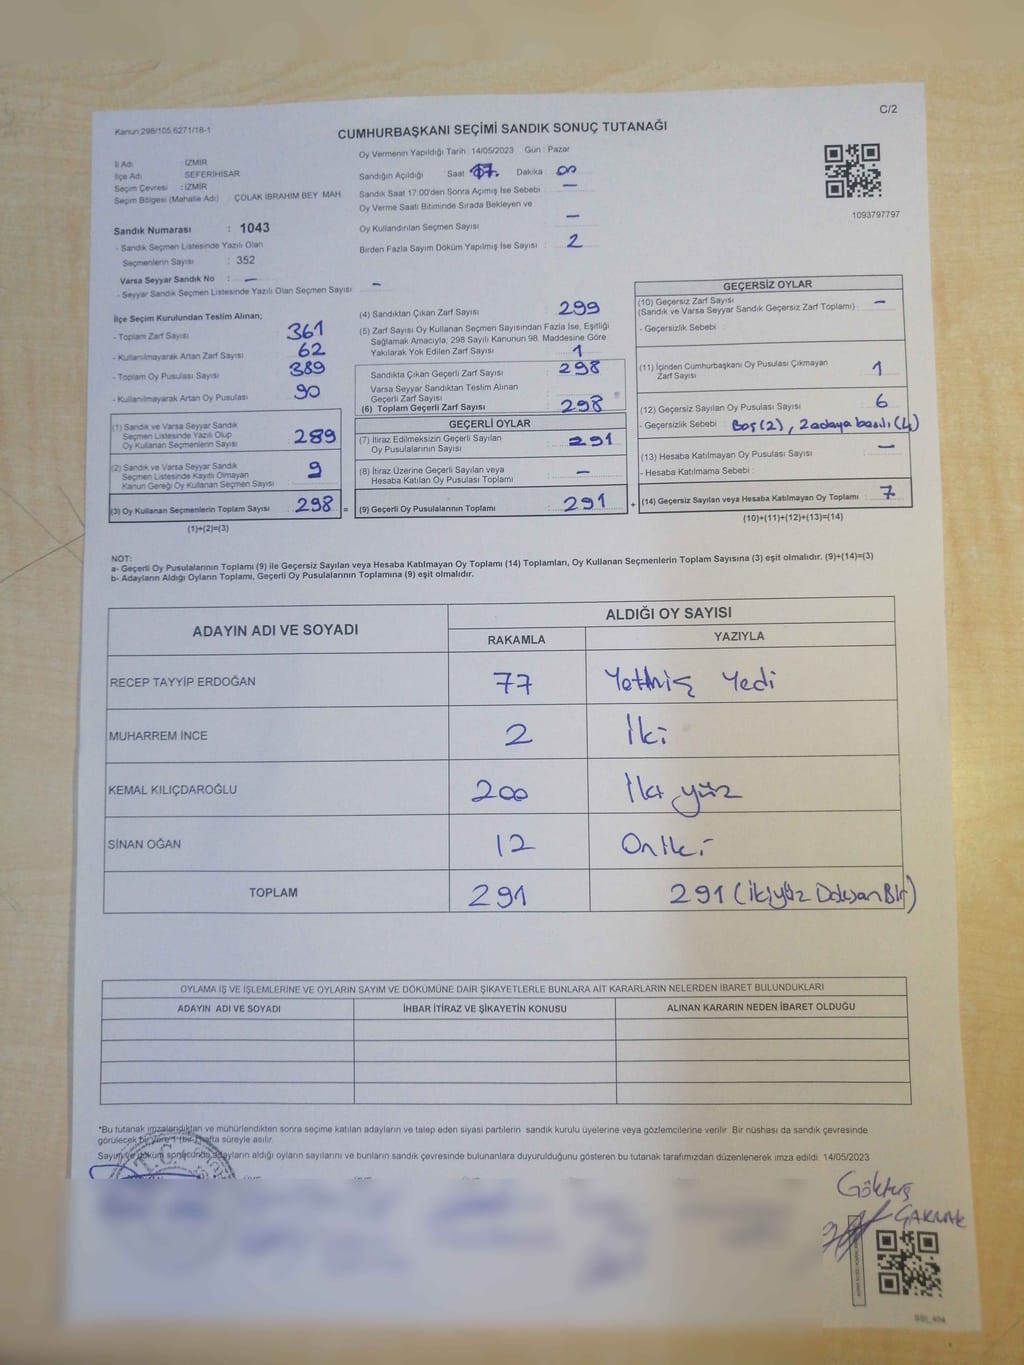 C/2
Kanun:298/105.6271/18-1
CUMHURBAŞKANI SEÇİMİ SANDIK SONUÇ TUTANAĞI
İl Adı : İZMİR
İlçe Adı : SEFERİHİSAR
Seçim Çevresi : İZMİR
Seçim Bölgesi (Mahalle Adı) : ÇOLAK İBRAHİM BEY MAH
Sandık Numarası : 1043
- Sandık Seçmen Listesinde Yazılı Olan
Seçmenlerin Sayısı : 352
Varsa Seyyar Sandık No : -
- Seyyar Sandık Seçmen Listesinde Yazılı Olan Seçmen Sayısı : -
Oy Vermenin Yapıldığı Tarih :14/05/2023 Gün : Pazar
Sandığın Açıldığı Saat 17. Dakika 00
Sandık Saat 17:00'den Sonra Açımış İse Sebebi : -
Oy Verme Saati Bitiminde Sırada Bekleyen ve
Oy Kullandırılan Seçmen Sayısı : -
Birden Fazla Sayım Döküm Yapılmış İse Sayısı : 2
1093797797
İlçe Seçim Kurulundan Teslim Alınan;
- Toplam Zarf Sayısı : 361
- Kullanılmayarak Artan Zarf Sayısı : 62
- Toplam Oy Pusulası Sayısı : 389
- Kullanılmayarak Artan Oy Pusulası : 90
(1) Sandık ve Varsa Seyyar Sandık
Seçmen Listesinde Yazılı Olup
Oy Kullanan Seçmenlerin Sayısı : 289
(2) Sandık ve Varsa Seyyar Sandık
Seçmen Listesinde Kayıtlı Olmayan
Kanun Gereği Oy Kullanan Seçmen Sayısı : 9
(3) Oy Kullanan Seçmenlerin Toplam Sayısı : 298 =
(1)+(2)=(3)
(4) Sandıktan Çıkan Zarf Sayısı : 299
(5) Zarf Sayısı Oy Kullanan Seçmen Sayısından Fazla İse, Eşitliği
Sağlamak Amacıyla, 298 Sayılı Kanunun 98. Maddesine Göre
Yakılarak Yok Edilen Zarf Sayısı : 1
Sandıkta Çıkan Geçerli Zarf Sayısı : 298
Varsa Seyyar Sandıktan Teslim Alınan
Geçerli Zarf Sayısı :
(6) Toplam Geçerli Zarf Sayısı : 298
GEÇERLİ OYLAR
(7) İtiraz Edilmeksizin Geçerli Sayılan
Oy Pusulalarının Sayısı : 291
(8) İtiraz Üzerine Geçerli Sayılan veya
Hesaba Katılan Oy Pusulası Toplamı : -
(9) Geçerli Oy Pusulalarının Toplamı : 291 +
GEÇERSİZ OYLAR
(10) Geçersiz Zarf Sayısı
(Sandık ve Varsa Seyyar Sandık Geçersiz Zarf Toplamı) : -
- Geçersizlik Sebebi :
(11) İçinden Cumhurbaşkanı Oy Pusulası Çıkmayan
Zarf Sayısı : 1
(12) Geçersiz Sayılan Oy Pusulası Sayısı : 6
- Geçersizlik Sebebi : Boş(2), 2 adaya basılı (4)
(13) Hesaba Katılmayan Oy Pusulası Sayısı : -
- Hesaba Katılmama Sebebi :
(14) Geçersiz Sayılan veya Hesaba Katılmayan Oy Toplamı : 7
(10)+(11)+(12)+(13)=(14)
NOT:
a- Geçerli Oy Pusulalarının Toplamı (9) ile Geçersiz Sayılan veya Hesaba Katılmayan Oy Toplamı (14) Toplamları, Oy Kullanan Seçmenlerin Toplam Sayısına (3) eşit olmalıdır. (9)+(14)=(3)
b- Adayların Aldığı Oyların Toplamı, Geçerli Oy Pusulalarının Toplamına (9) eşit olmalıdır.
ADAYIN ADI VE SOYADI
ALDIĞI OY SAYISI
RAKAMLA YAZIYLA
RECEP TAYYİP ERDOĞAN 77 Yetmiş Yedi
MUHARREM İNCE 2 İki
KEMAL KILIÇDAROĞLU 200 İki yüz
SİNAN OĞAN 12 Oniki
TOPLAM 291 291 (İkiyüz Doksan Bir)
OYLAMA İŞ VE İŞLEMLERİNE VE OYLARIN SAYIM VE DÖKÜMÜNE DAİR ŞİKAYETLERLE BUNLARA AİT KARARLARIN NELERDEN İBARET BULUNDUKLARI
ADAYIN ADI VE SOYADI İHBAR İTİRAZ VE ŞİKAYETİN KONUSU ALINAN KARARIN NEDEN İBARET OLDUĞU
*Bu tutanak imzalandıktan ve mühürlendikten sonra seçime katılan adayların ve talep eden siyasi partilerin sandık kurulu üyelerine veya gözlemcilerine verilir. Bir nüshası da sandık çevresinde
görülecek bir yere 1 (bir) hafta süreyle asılır.
Sayım ve döküm sonucunda adayların aldığı oyların sayılarını ve bunların sandık çevresinde bulunanlara duyurulduğunu gösteren bu tutanak tarafımızdan düzenlenerek imza edildi. 14/05/2023
T.C.
Göktuş